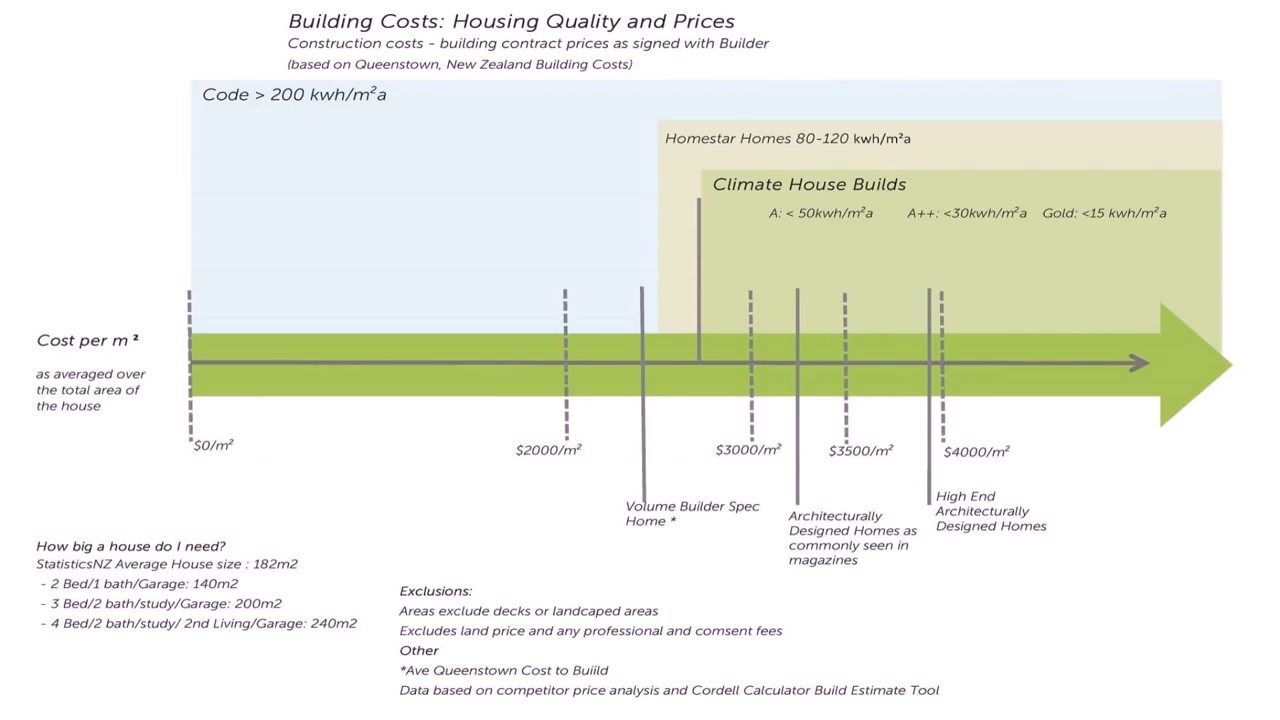 Building Costs: Housing Quality and Prices
Construction costs - building contract prices as signed with Builder
(based on Queenstown, New Zealand Building Costs)
Code > 200 kwh/m²a
Homestar Homes 80-120 kwh/m²a
Climate House Builds
A: < 50kwh/m²a A++: <30kwh/m²a Gold: <15 kwh/m²a
Cost per m ²
as averaged over
the total area of
the house
$0/m²
$2000/m²
$3000/m²
$3500/m²
$4000/m²
Volume Builder Spec
Home *
Architecturally
Designed Homes as
commonly seen in
magazines
High End
Architecturally
Designed Homes
How big a house do I need?
StatisticsNZ Average House size : 182m2
- 2 Bed/1 bath/Garage: 140m2
- 3 Bed/2 bath/study/Garage: 200m2
- 4 Bed/2 bath/study/ 2nd Living/Garage: 240m2
Exclusions:
Areas exclude decks or landcaped areas
Excludes land price and any professional and comsent fees
Other
*Ave Queenstown Cost to Buiild
Data based on competitor price analysis and Cordell Calculator Build Estimate Tool